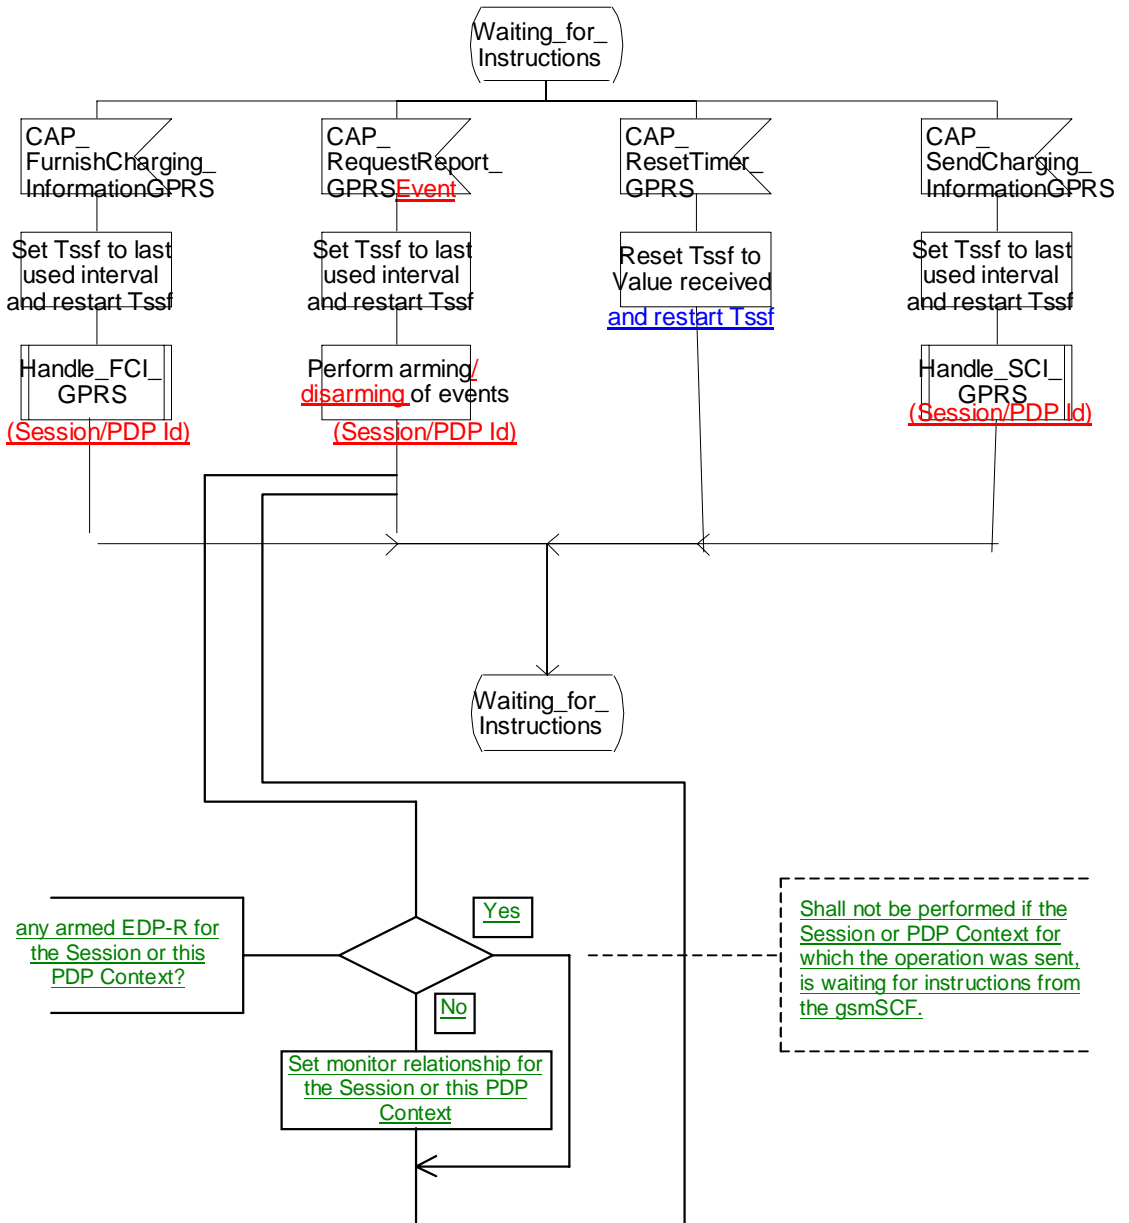 Waiting_for_
Instructions
CAP_
FurnishCharging_
InformationGPRS
CAP_
RequestReport_
GPRSEvent
CAP_
ResetTimer_
GPRS
CAP_
SendCharging_
InformationGPRS
Set Tssf to last
used interval
and restart Tssf
Set Tssf to last
used interval
and restart Tssf
Reset Tssf to
Value received
and restart Tssf
Set Tssf to last
used interval
and restart Tssf
Handle_FCI_
GPRS
(Session/PDP Id)
Perform arming/
disarming of events
(Session/PDP Id)
Handle_SCI_
GPRS
(Session/PDP Id)
Waiting_for_
Instructions
any armed EDP-R for
the Session or this
PDP Context?
Yes
No
Shall not be performed if the
Session or PDP Context for
which the operation was sent,
is waiting for instructions from
the gsmSCF.
Set monitor relationship for
the Session or this PDP
Context